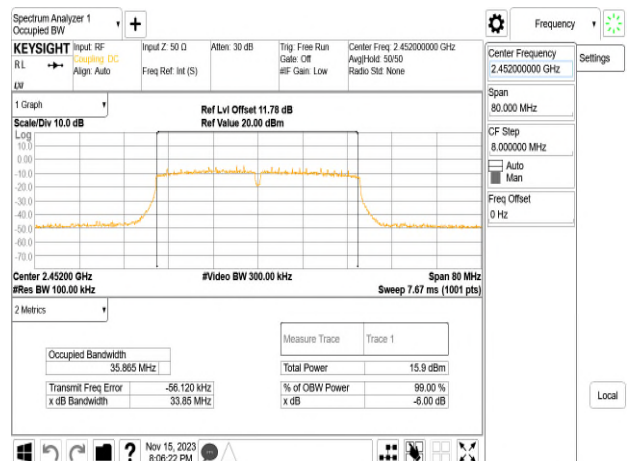 Spectrum Analyzer 1
Occupied BW
Frequency
KEYSIGHT
Input: RF
Coupling: DC
Align: Auto
Input Z: 50 Ω
Freq Ref: Int (S)
Atten: 30 dB
Trig: Free Run
Gate: Off
#IF Gain: Low
Center Freq: 2.452000000 GHz
Avg|Hold: 50/50
Radio Std: None
RL
LXI
Center Frequency
2.452000000 GHz
Settings
Span
80.000 MHz
CF Step
8.000000 MHz
Auto
Man
Freq Offset
0 Hz
Local
1 Graph
Scale/Div 10.0 dB
Ref Lvl Offset 11.78 dB
Ref Value 20.00 dBm
Log
10.0
0.00
-10.0
-20.0
-30.0
-40.0
-50.0
-60.0
-70.0
Center 2.45200 GHz
#Res BW 100.00 kHz
#Video BW 300.00 kHz
Span 80 MHz
Sweep 7.67 ms (1001 pts)
2 Metrics
Measure Trace Trace 1
Occupied Bandwidth
35.865 MHz
Total Power 15.9 dBm
Transmit Freq Error -56.120 kHz
% of OBW Power 99.00 %
x dB Bandwidth 33.85 MHz
x dB -6.00 dB
?
Nov 15, 2023
8:06:22 PM